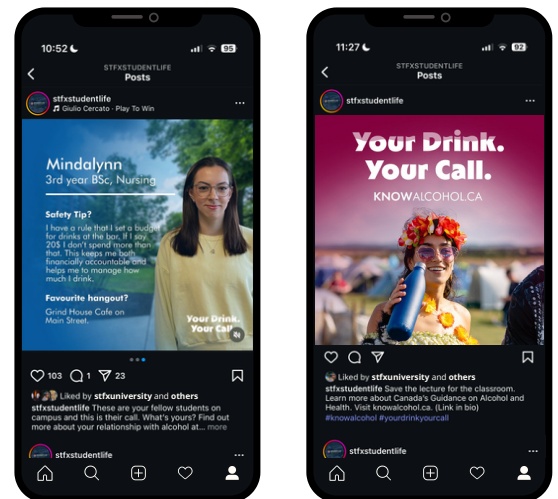 10:52
95
STFXSTUDENTLIFE
Posts
stfxstudentlife
Giulio Cercato · Play To Win
Mindalynn
3rd year BSc, Nursing
Safety Tip?
I have a rule that I set a budget
for drinks at the bar. If I say
20$ I don't spend more than
that. This keeps me both
financially accountable and
helps me to manage how
much I drink.
Favourite hangout?
Grind House Cafe on
Main Street.
Your Drink.
Your Call.
103
1
23
Liked by stfxuniversity and others
stfxstudentlife These are your fellow students on
campus and this is their call. What's yours? Find out
more about your relationship with alcohol at... more
stfxstudentlife
11:27
92
STFXSTUDENTLIFE
Posts
stfxstudentlife
Your Drink.
Your Call.
KNOWALCOHOL.CA
Liked by stfxuniversity and others
stfxstudentlife Save the lecture for the classroom.
Learn more about Canada's Guidance on Alcohol and
Health. Visit knowalcohol.ca. (Link in bio)
#knowalcohol #yourdrinkyourcall
stfxstudentlife